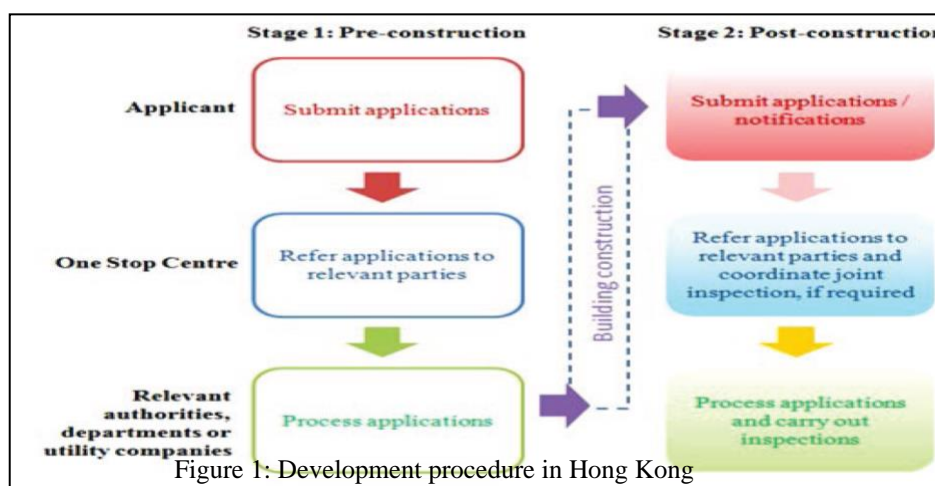 Stage 1: Pre-construction
Stage 2: Post-construction
Applicant
Submit applications
Submit applications /
notifications
One Stop Centre
Refer applications to
relevant parties
Refer applications to
relevant parties and
coordinate joint
inspection, if required
Building construction
Relevant
authorities,
departments or
utility companies
Process applications
Process applications
and carry out
inspections
Figure 1: Development procedure in Hong Kong